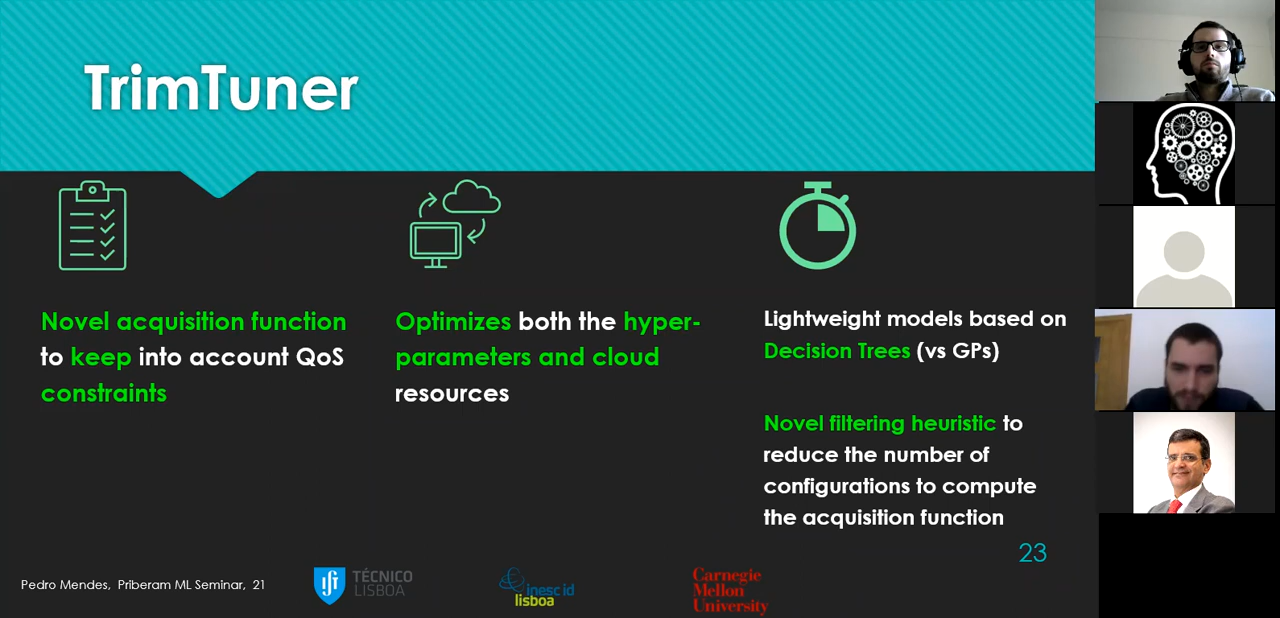 TrimTuner
Novel acquisition function
to keep into account QoS
constraints
Optimizes both the hyper-
parameters and cloud
resources
Lightweight models based on
Decision Trees (vs GPs)
Novel filtering heuristic to
reduce the number of
configurations to compute
the acquisition function
23
Pedro Mendes, Priberam ML Seminar, 21
TÉCNICO
LISBOA
inesc id
lisboa
Carnegie
Mellon
University